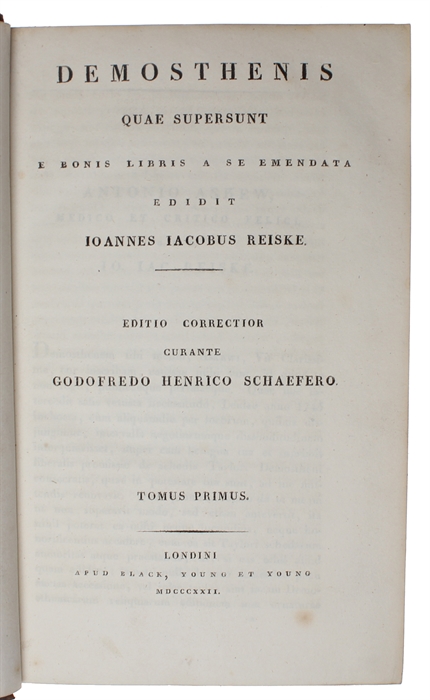 DEMOSTHENIS
QUAE SUPERSUNT
E BONIS LIBRIS A SE EMENDATA
EDIDIT
IOANNES IACOBUS REISKE.
EDITIO CORRECTIOR
CURANTE
GODOFREDO HENRICO SCHAEFERO.
TOMUS PRIMUS.
LONDINI
APUD BLACK, YOUNG ET YOUNG
MDCCCXXII.